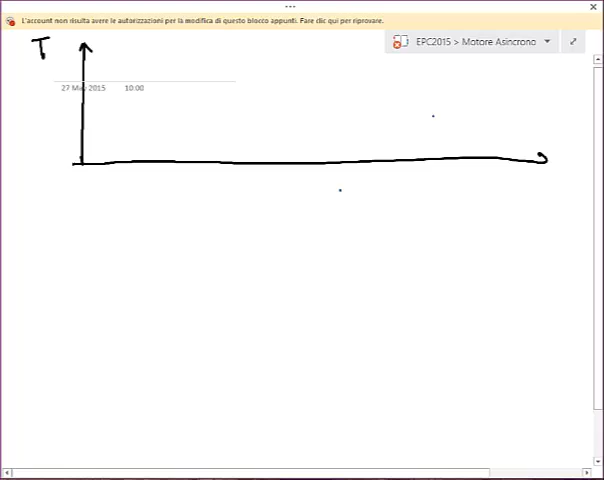 L'account non risulta avere le autorizzazioni per la modifica di questo blocco appunti. Fare clic qui per riprovare.
EPC2015 > Motore Asincrono
T
27 May 2015 10:00